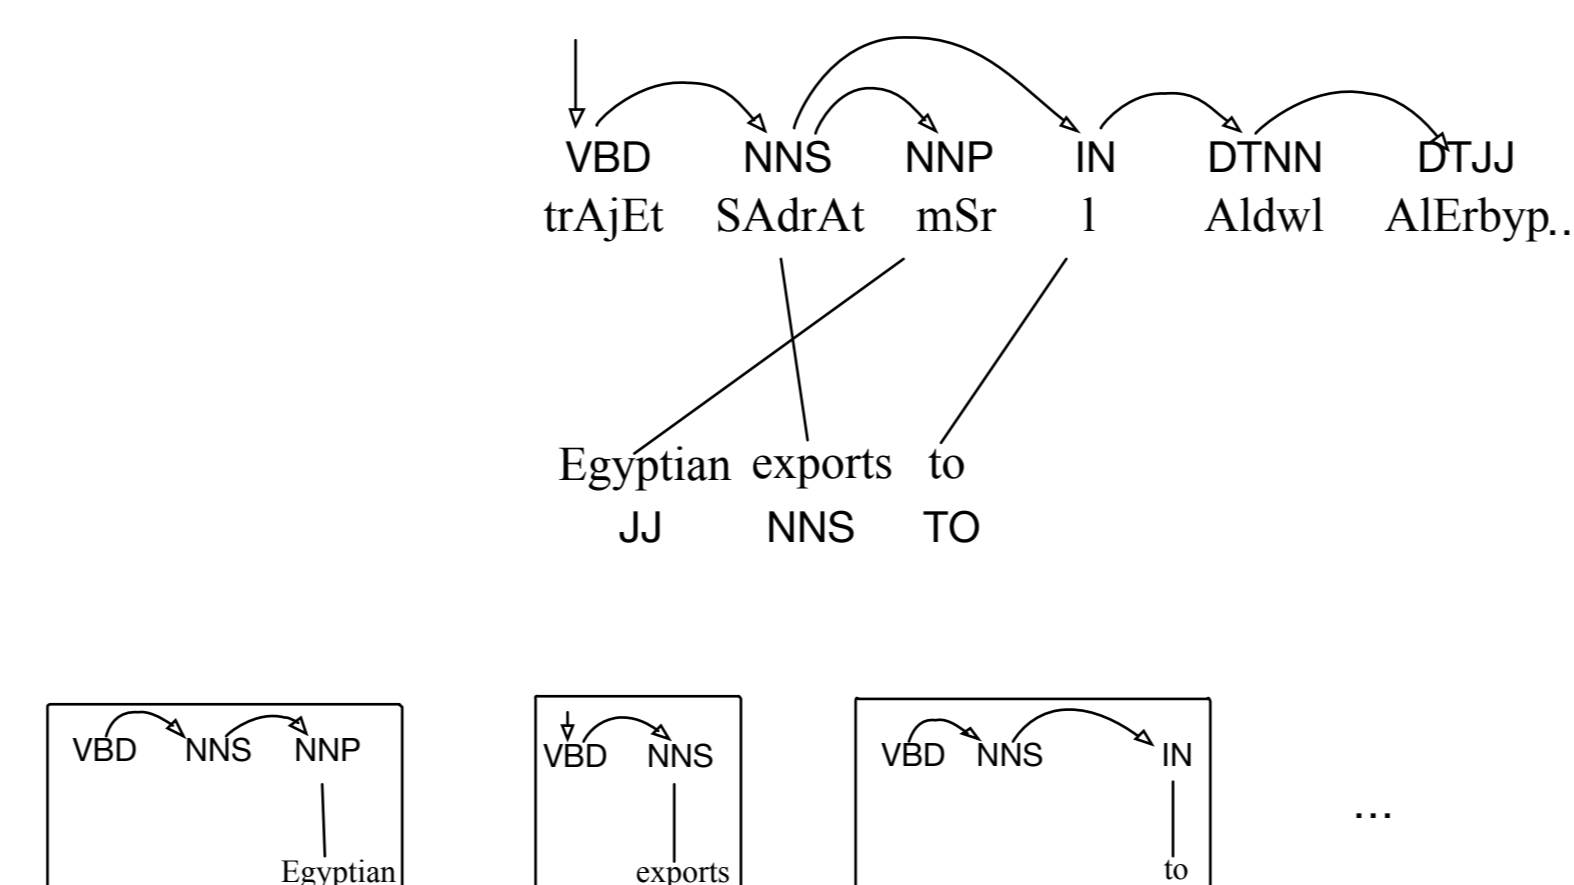 VBD NNS NNP IN DTNN DTJJ
trAjEt SAdrAt mSr l Aldwl AlErbyp..
Egyptian exports to
JJ NNS TO
VBD NNS NNP VBD NNS VBD NNS IN
...
Egyptian exports to